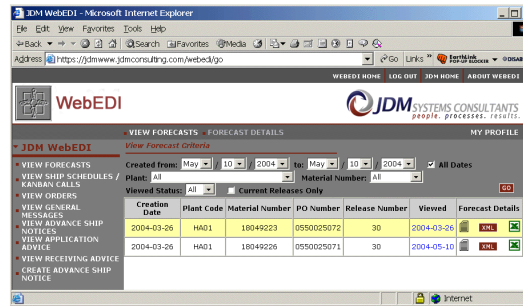 JDM WebEDI - Microsoft Internet Explorer
File Edit View Favorites Tools Help
Back Search Favorites Media
Address https://jdmwww.jdmconsulting.com/webedi/go Go Links » EarthLink POP-UP BLOCKER
WEBEDI HOME LOG OUT JDM HOME ABOUT WEBEDI
WebEDI
JDM SYSTEMS CONSULTANTS
people. processes. results.
VIEW FORECASTS FORECAST DETAILS MY PROFILE
JDM WebEDI
VIEW FORECASTS
VIEW SHIP SCHEDULES / KANBAN CALLS
VIEW ORDERS
VIEW GENERAL MESSAGES
VIEW ADVANCE SHIP NOTICES
VIEW APPLICATION ADVICE
VIEW RECEIVING ADVICE
CREATE ADVANCE SHIP NOTICE
View Forecast Criteria
Created from: May / 10 / 2004 to: May / 10 / 2004 All Dates
Plant: All Material Number: All
Viewed Status: All Current Releases Only GO
Creation Date Plant Code Material Number PO Number Release Number Viewed Forecast Details
2004-03-26 HA01 18049223 0550025072 30 2004-03-26 XML
2004-03-26 HA01 18049226 0550025071 30 2004-05-10 XML
Internet